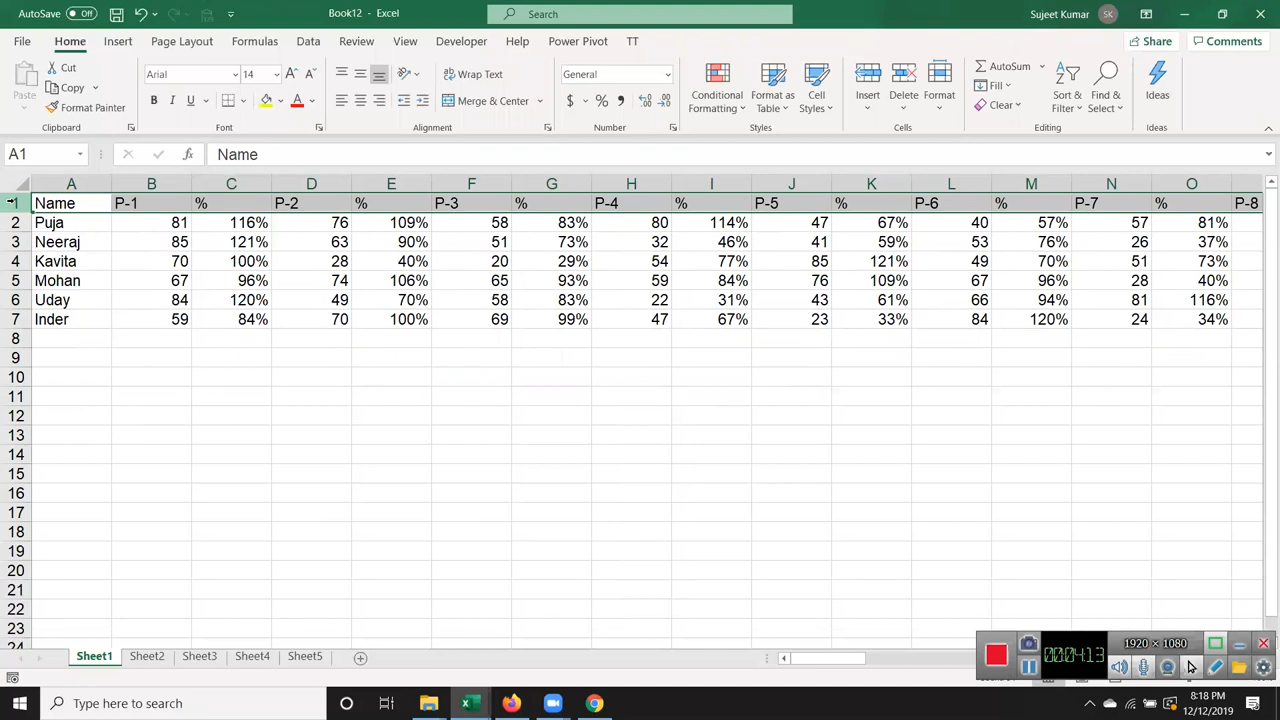 AutoSave Off Book12 - Excel Search Sujeet Kumar SK
File Home Insert Page Layout Formulas Data Review View Developer Help Power Pivot TT Share Comments
Paste Cut Copy Format Painter Clipboard
Arial 14 B I U A Font
Wrap Text Merge & Center Alignment
General $ % , Number
Conditional Formatting Format as Table Cell Styles Styles
Insert Delete Format Cells
AutoSum Fill Clear Sort & Filter Find & Select Editing
Ideas Ideas
A1 fx Name
A B C D E F G H I J K L M N O
1 Name P-1 % P-2 % P-3 % P-4 % P-5 % P-6 % P-7 % P-8
2 Puja 81 116% 76 109% 58 83% 80 114% 47 67% 40 57% 57 81%
3 Neeraj 85 121% 63 90% 51 73% 32 46% 41 59% 53 76% 26 37%
4 Kavita 70 100% 28 40% 20 29% 54 77% 85 121% 49 70% 51 73%
5 Mohan 67 96% 74 106% 65 93% 59 84% 76 109% 67 96% 28 40%
6 Uday 84 120% 49 70% 58 83% 22 31% 43 61% 66 94% 81 116%
7 Inder 59 84% 70 100% 69 99% 47 67% 23 33% 84 120% 24 34%
8
9
10
11
12
13
14
15
16
17
18
19
20
21
22
23
24
Sheet1 Sheet2 Sheet3 Sheet4 Sheet5
00:04:13 1920 × 1080
Type here to search
8:18 PM
12/12/2019